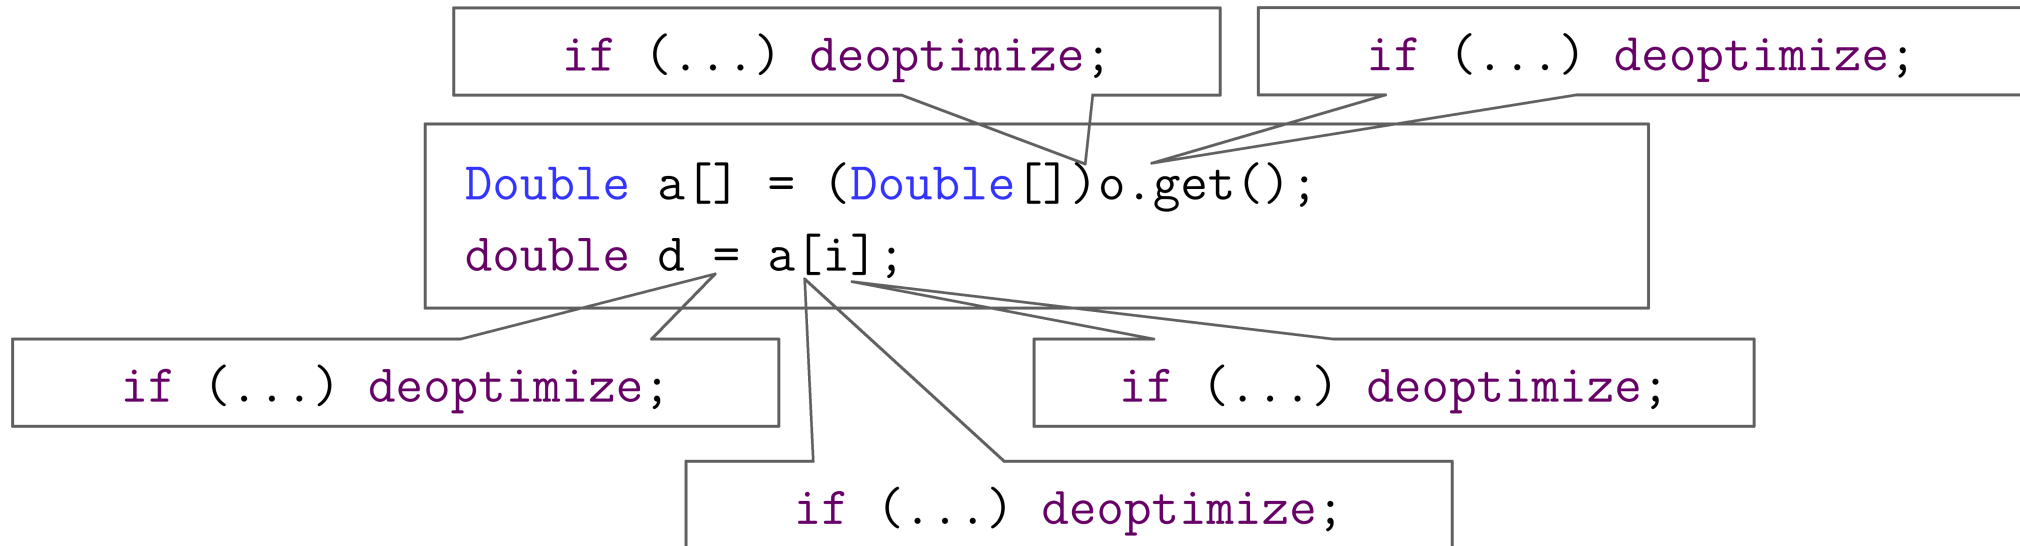 if (...) deoptimize;
if (...) deoptimize;
Double a[] = (Double[])o.get();
double d = a[i];
if (...) deoptimize;
if (...) deoptimize;
if (...) deoptimize;